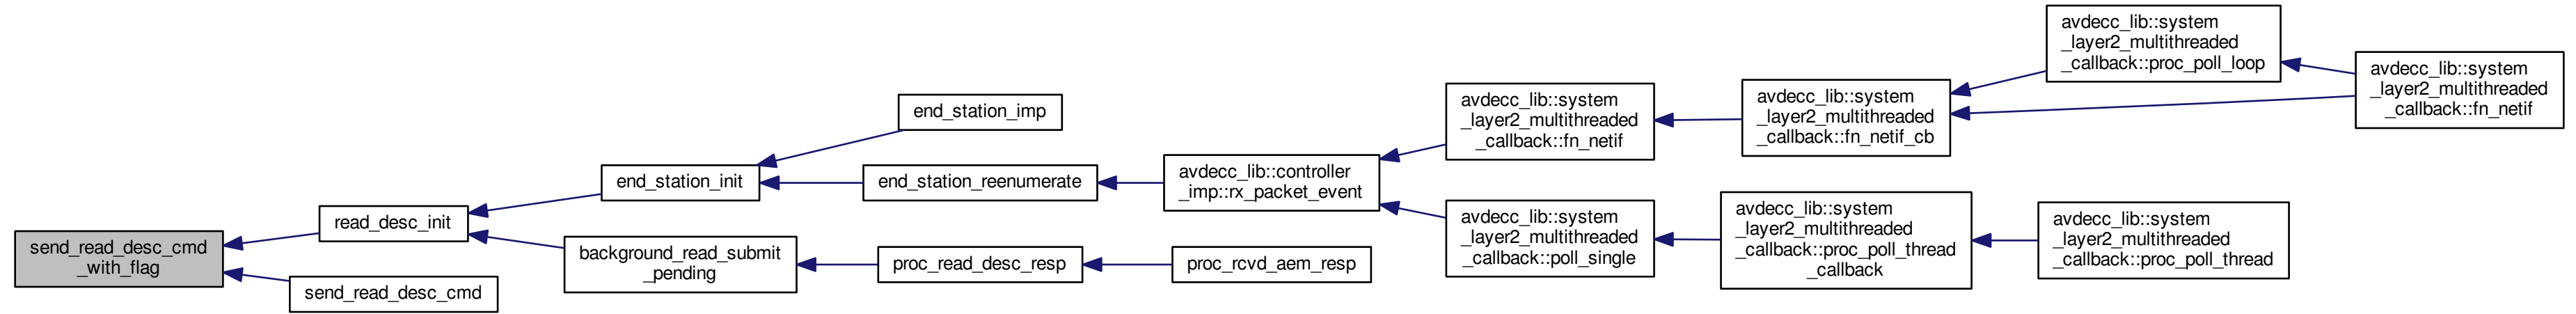 send_read_desc_cmd
_with_flag
read_desc_init
send_read_desc_cmd
end_station_init
background_read_submit
_pending
end_station_imp
end_station_reenumerate
proc_read_desc_resp
avdecc_lib::controller
_imp::rx_packet_event
proc_rcvd_aem_resp
avdecc_lib::system
_layer2_multithreaded
_callback::fn_netif
avdecc_lib::system
_layer2_multithreaded
_callback::poll_single
avdecc_lib::system
_layer2_multithreaded
_callback::fn_netif_cb
avdecc_lib::system
_layer2_multithreaded
_callback::proc_poll_thread
_callback
avdecc_lib::system
_layer2_multithreaded
_callback::proc_poll_loop
avdecc_lib::system
_layer2_multithreaded
_callback::proc_poll_thread
avdecc_lib::system
_layer2_multithreaded
_callback::fn_netif